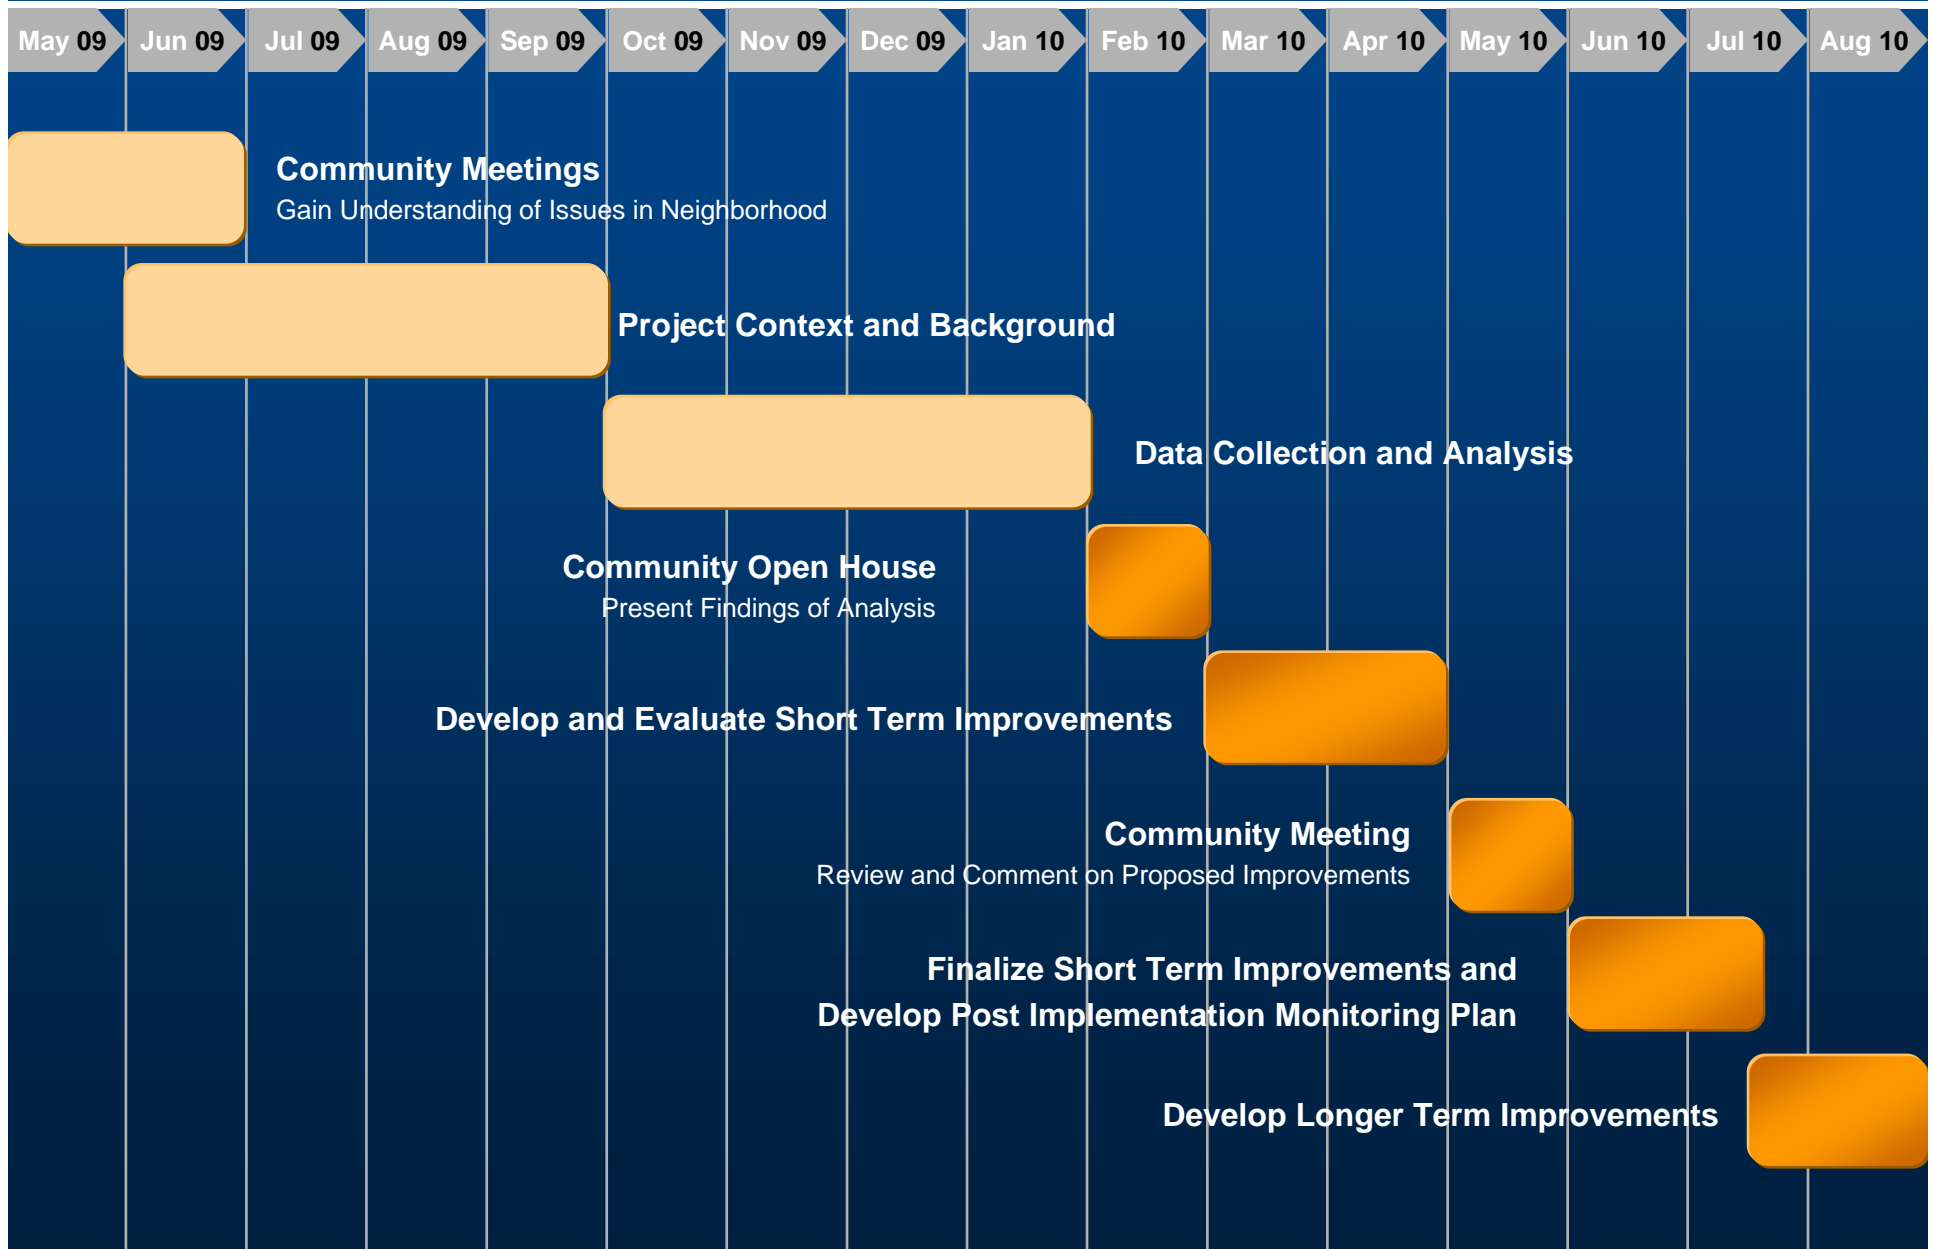 May 09 Jun 09 Jul 09 Aug 09 Sep 09 Oct 09 Nov 09 Dec 09 Jan 10 Feb 10 Mar 10 Apr 10 May 10 Jun 10 Jul 10 Aug 10
Community Meetings
Gain Understanding of Issues in Neighborhood
Project Context and Background
Data Collection and Analysis
Community Open House
Present Findings of Analysis
Develop and Evaluate Short Term Improvements
Community Meeting
Review and Comment on Proposed Improvements
Finalize Short Term Improvements and
Develop Post Implementation Monitoring Plan
Develop Longer Term Improvements